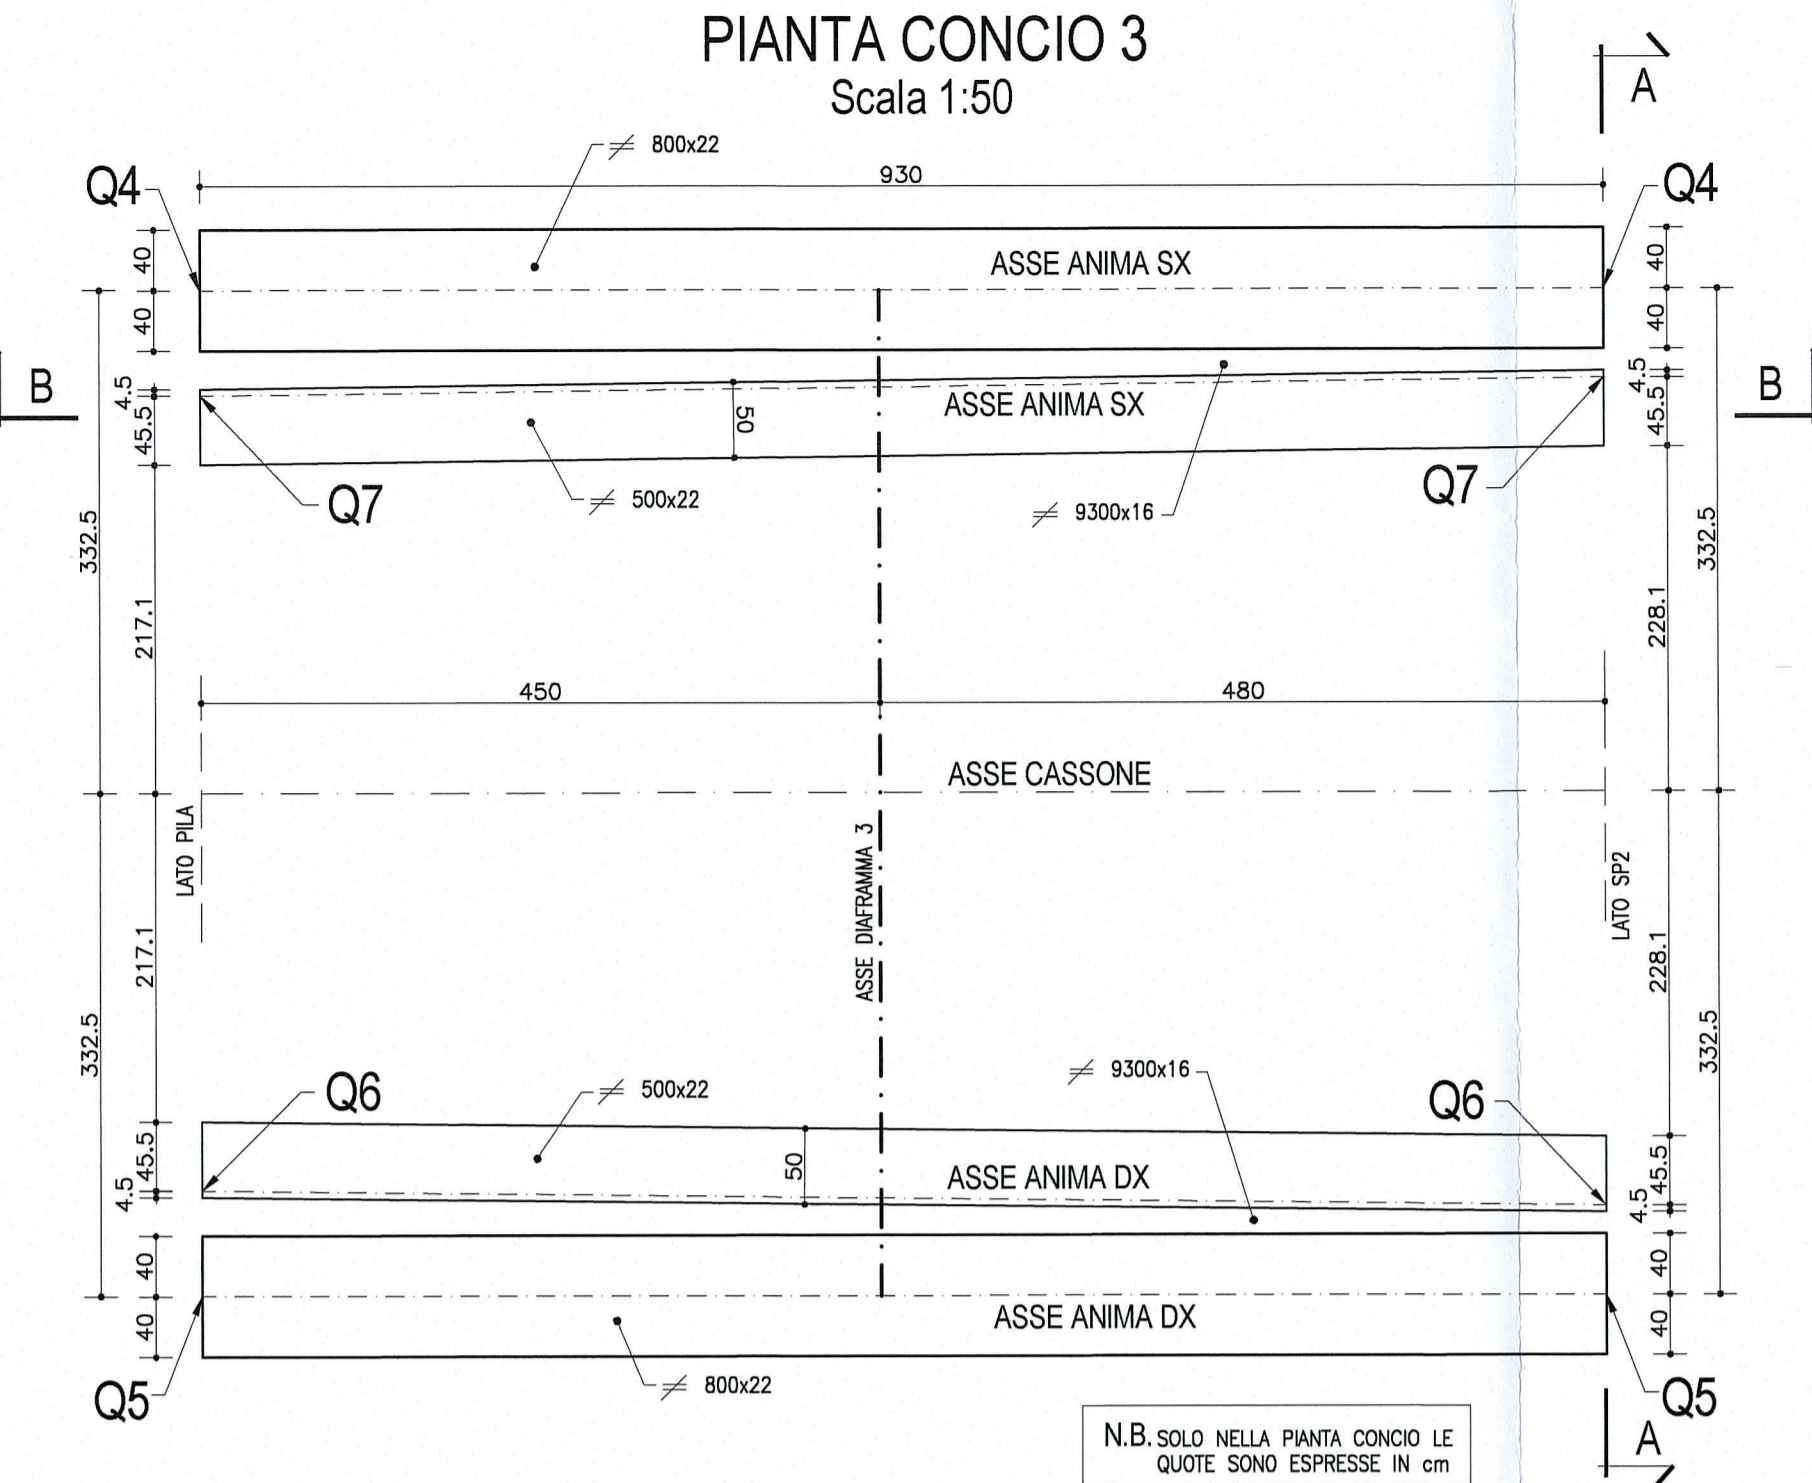 PIANTA CONCIO 3
Scala 1:50
A
800x22
930
Q4
Q4
40
ASSE ANIMA SX
40
40
40
B
4.5
ASSE ANIMA SX
4.5
B
45.5
50
45.5
Q7
500x22
9300x16
Q7
332.5
332.5
217.1
228.1
450
480
ASSE CASSONE
LATO PILA
ASSE DIAFRAMMA 3
LATO SP2
217.1
228.1
332.5
332.5
Q6
500x22
9300x16
Q6
45.5
50
ASSE ANIMA DX
45.5
4.5
4.5
40
40
40
ASSE ANIMA DX
40
Q5
800x22
Q5
N.B. SOLO NELLA PIANTA CONCIO LE
QUOTE SONO ESPRESSE IN cm
A